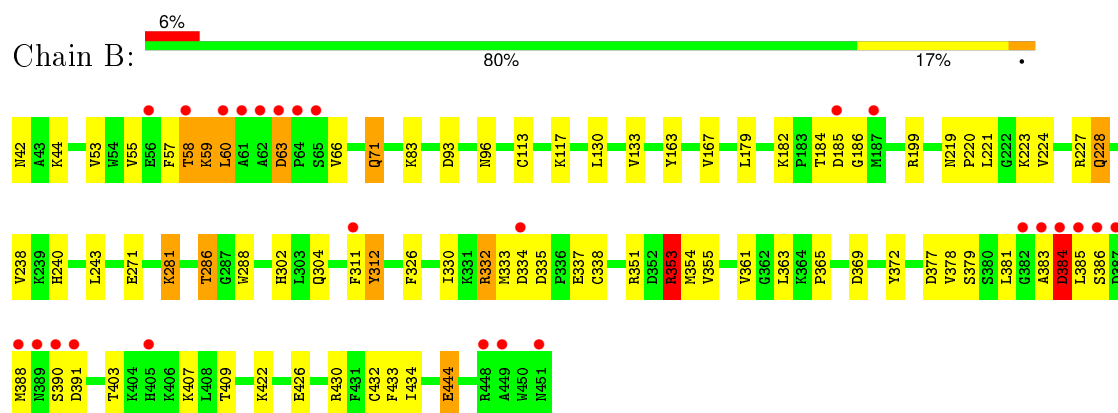 6%
Chain B:
80%
17%
N42 A43 K44 V53 W54 V55 E56 F57 T58 K59 L60 A61 A62 D63 P64 S65 V66 Q71 K83 D93 N96 C113 K117 L130 V133 Y163 V167 L179 K182 P183 T184 D185 G186 M187 R199 N219 P220 L221 G222 K223 V224 R227 Q228
V238 K239 H240 L243 E271 K281 T286 G287 W288 H302 L303 Q304 F311 Y312 F326 I330 K331 R332 M333 D334 D335 P336 E337 C338 R351 D352 R353 M354 V355 V361 G362 L363 K364 P365 D369 Y372 D377 V378 S379 S380 L381 G382 A383 D384 L385 S386
M388 N389 S390 D391 T403 K404 H405 K406 K407 L408 T409 K422 E426 R430 F431 C432 F433 I434 E444 R448 A449 W450 N451